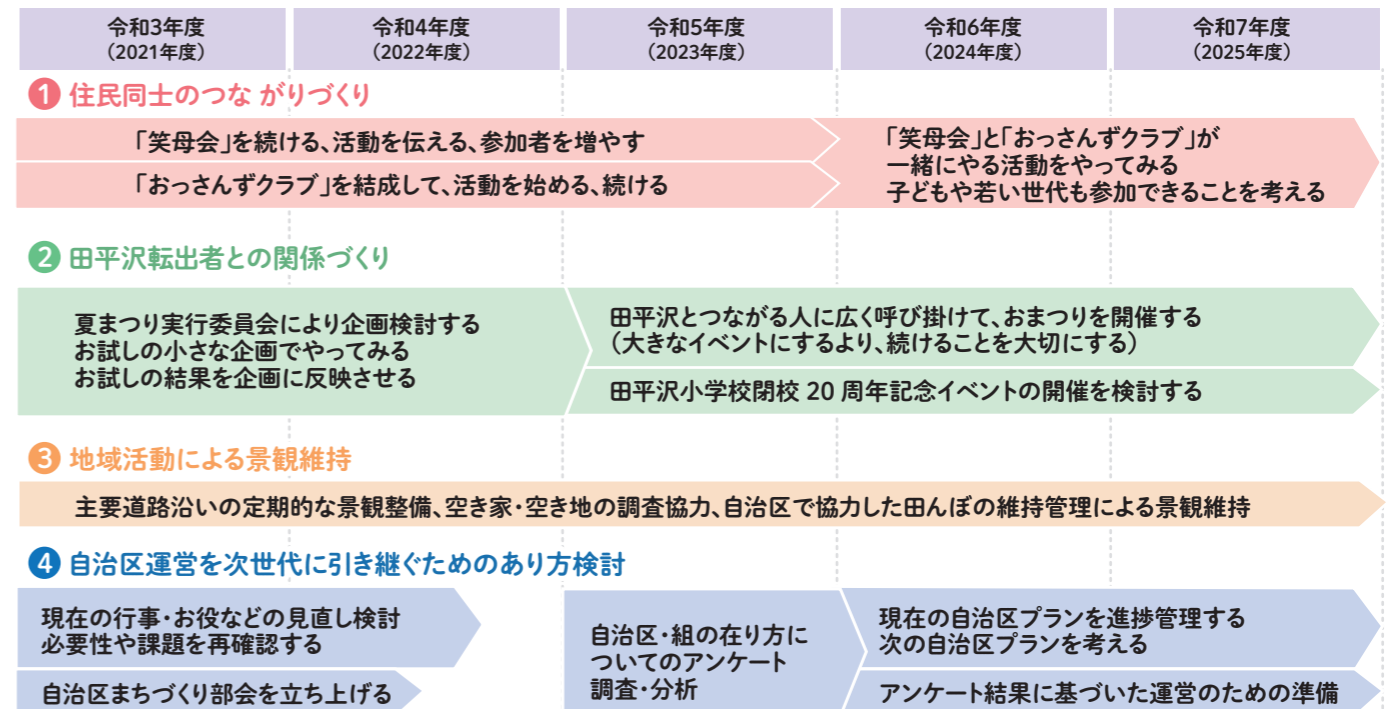 令和3年度
（2021年度）
令和4年度
（2022年度）
令和5年度
（2023年度）
令和6年度
（2024年度）
令和7年度
（2025年度）
1 住民同士のつな がりづくり
「笑母会」を続ける、活動を伝える、参加者を増やす
「おっさんずクラブ」を結成して、活動を始める、続ける
「笑母会」と「おっさんずクラブ」が
一緒にやる活動をやってみる
子どもや若い世代も参加できることを考える
2 田平沢転出者との関係づくり
夏まつり実行委員会により企画検討する
お試しの小さな企画でやってみる
お試しの結果を企画に反映させる
田平沢とつながる人に広く呼び掛けて、おまつりを開催する
（大きなイベントにするより、続けることを大切にする）
田平沢小学校閉校 20 周年記念イベントの開催を検討する
3 地域活動による景観維持
主要道路沿いの定期的な景観整備、空き家・空き地の調査協力、自治区で協力した田んぼの維持管理による景観維持
4 自治区運営を次世代に引き継ぐためのあり方検討
現在の行事・お役などの見直し検討
必要性や課題を再確認する
自治区まちづくり部会を立ち上げる
自治区・組の在り方に
ついてのアンケート
調査・分析
現在の自治区プランを進捗管理する
次の自治区プランを考える
アンケート結果に基づいた運営のための準備